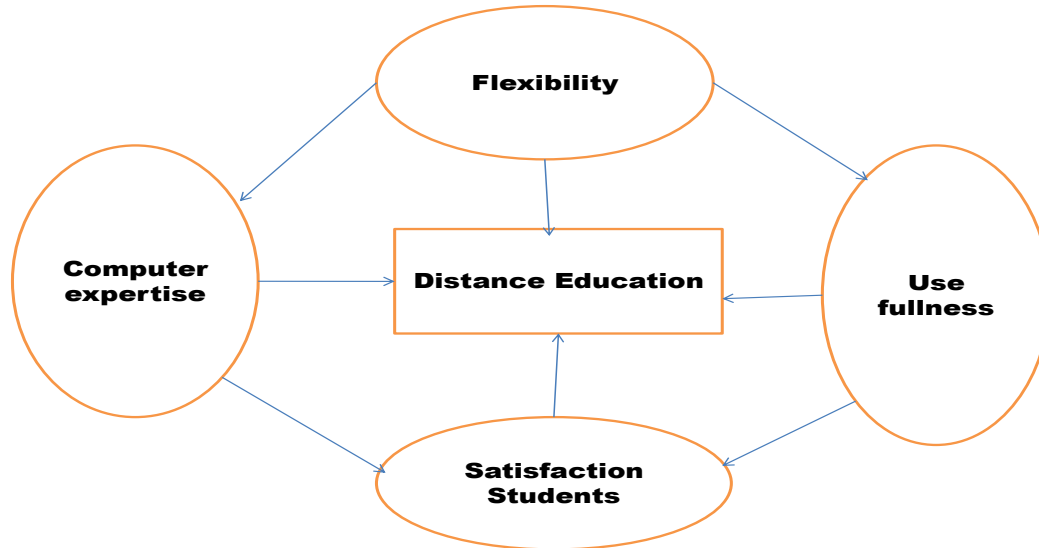 Flexibility
Computer
expertise
Distance Education
Use
fullness
Satisfaction
Students